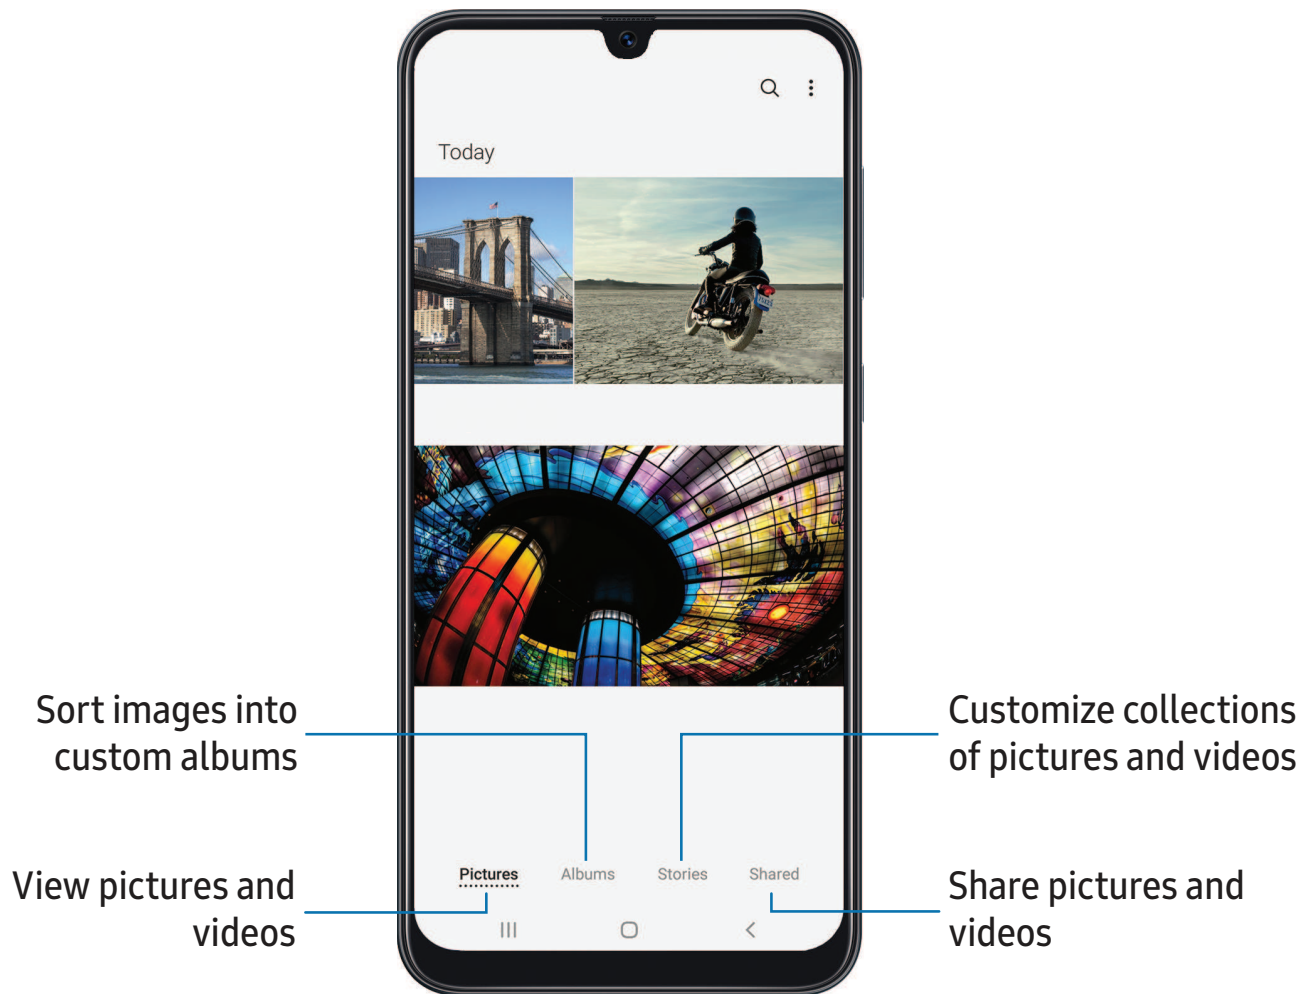 Today
Sort images into
custom albums
Customize collections
of pictures and videos
Pictures Albums Stories Shared
View pictures and
videos
Share pictures and
videos